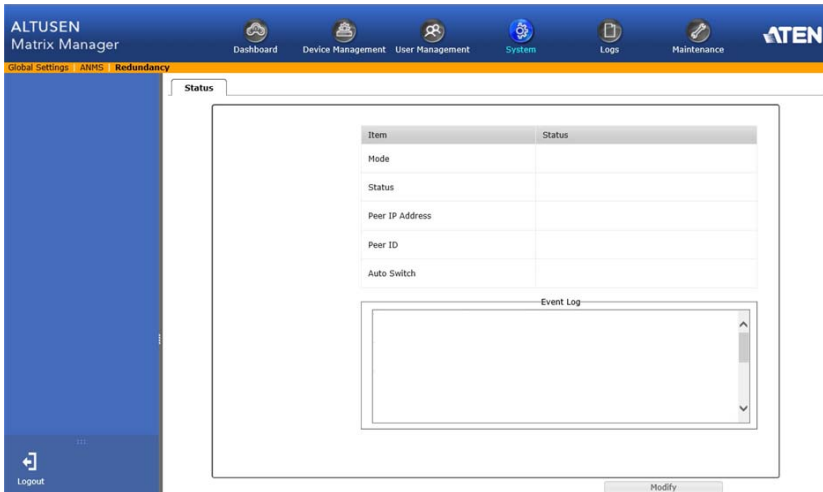 ALTUSEN
Matrix Manager
Dashboard Device Management User Management System Logs Maintenance
ATEN
Global Settings ANMS Redundancy
Status
Item Status
Mode
Status
Peer IP Address
Peer ID
Auto Switch
Event Log
Logout
Modify